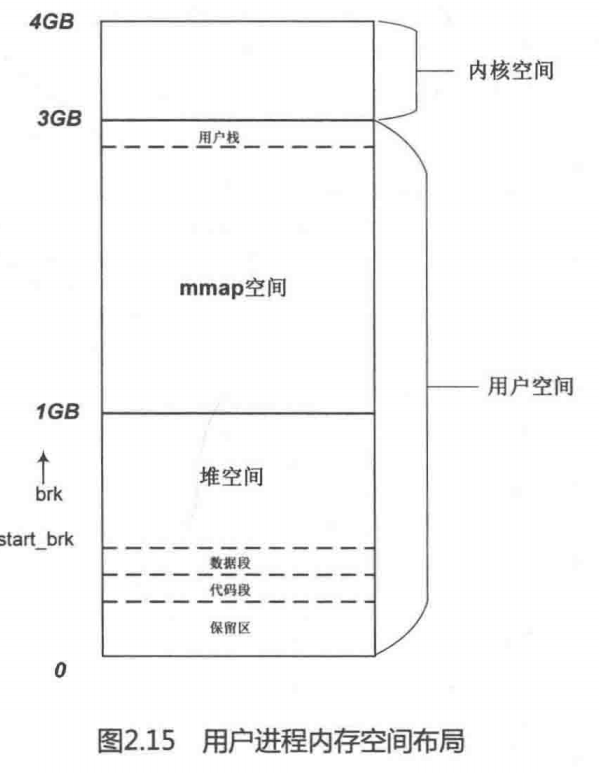 4GB
内核空间
3GB
用户栈
mmap空间
用户空间
1GB
堆空间
brk
start_brk
数据段
代码段
保留区
0
图2.15 用户进程内存空间布局